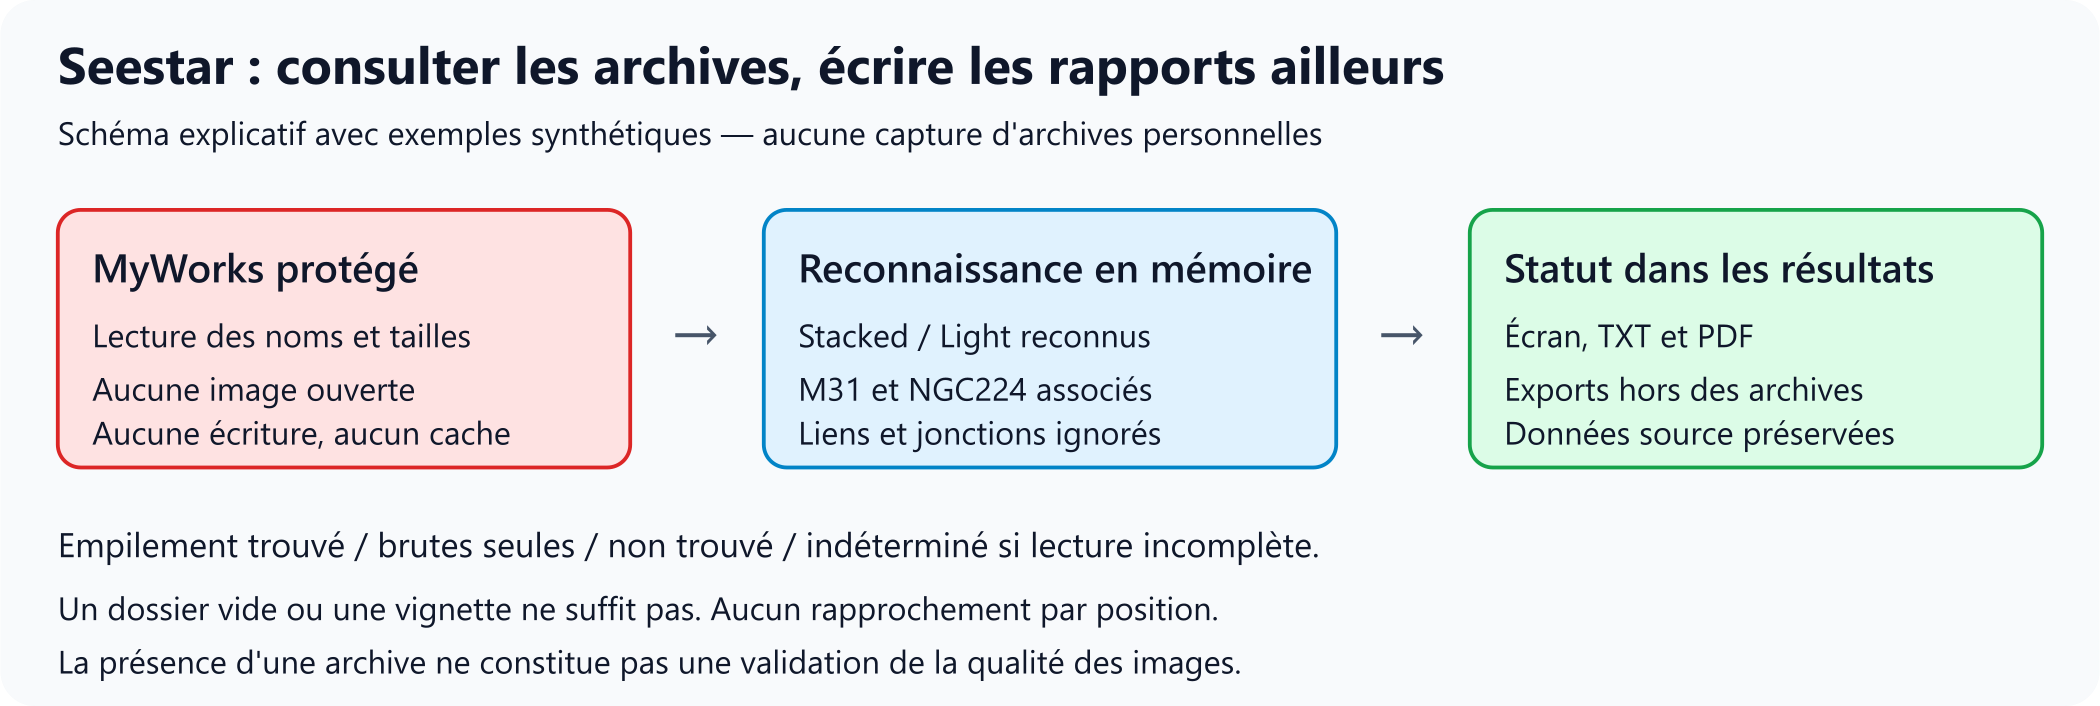 Seestar : consulter les archives, écrire les rapports ailleurs
Schéma explicatif avec exemples synthétiques — aucune capture d'archives personnelles
MyWorks protégé
Lecture des noms et tailles
Aucune image ouverte
Aucune écriture, aucun cache
→
Reconnaissance en mémoire
Stacked / Light reconnus
M31 et NGC224 associés
Liens et jonctions ignorés
→
Statut dans les résultats
Écran, TXT et PDF
Exports hors des archives
Données source préservées
Empilement trouvé / brutes seules / non trouvé / indéterminé si lecture incomplète.
Un dossier vide ou une vignette ne suffit pas. Aucun rapprochement par position.
La présence d'une archive ne constitue pas une validation de la qualité des images.